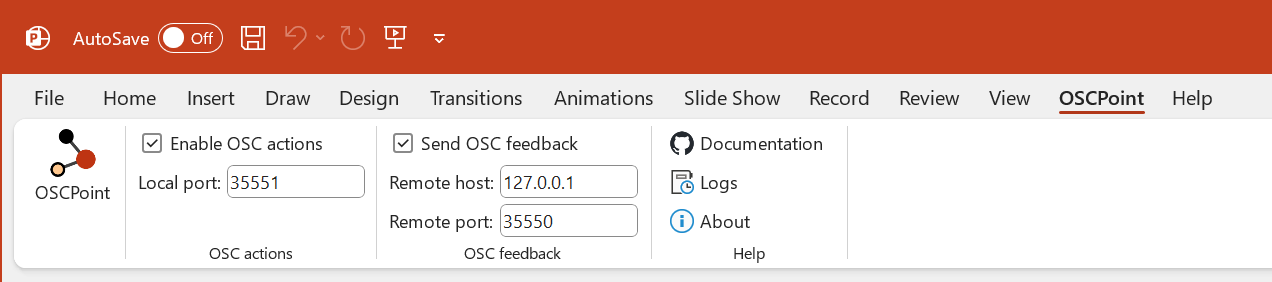 AutoSave Off
File Home Insert Draw Design Transitions Animations Slide Show Record Review View OSCPoint Help
OSCPoint
Enable OSC actions
Local port: 35551
OSC actions
Send OSC feedback
Remote host: 127.0.0.1
Remote port: 35550
OSC feedback
Documentation
Logs
About
Help